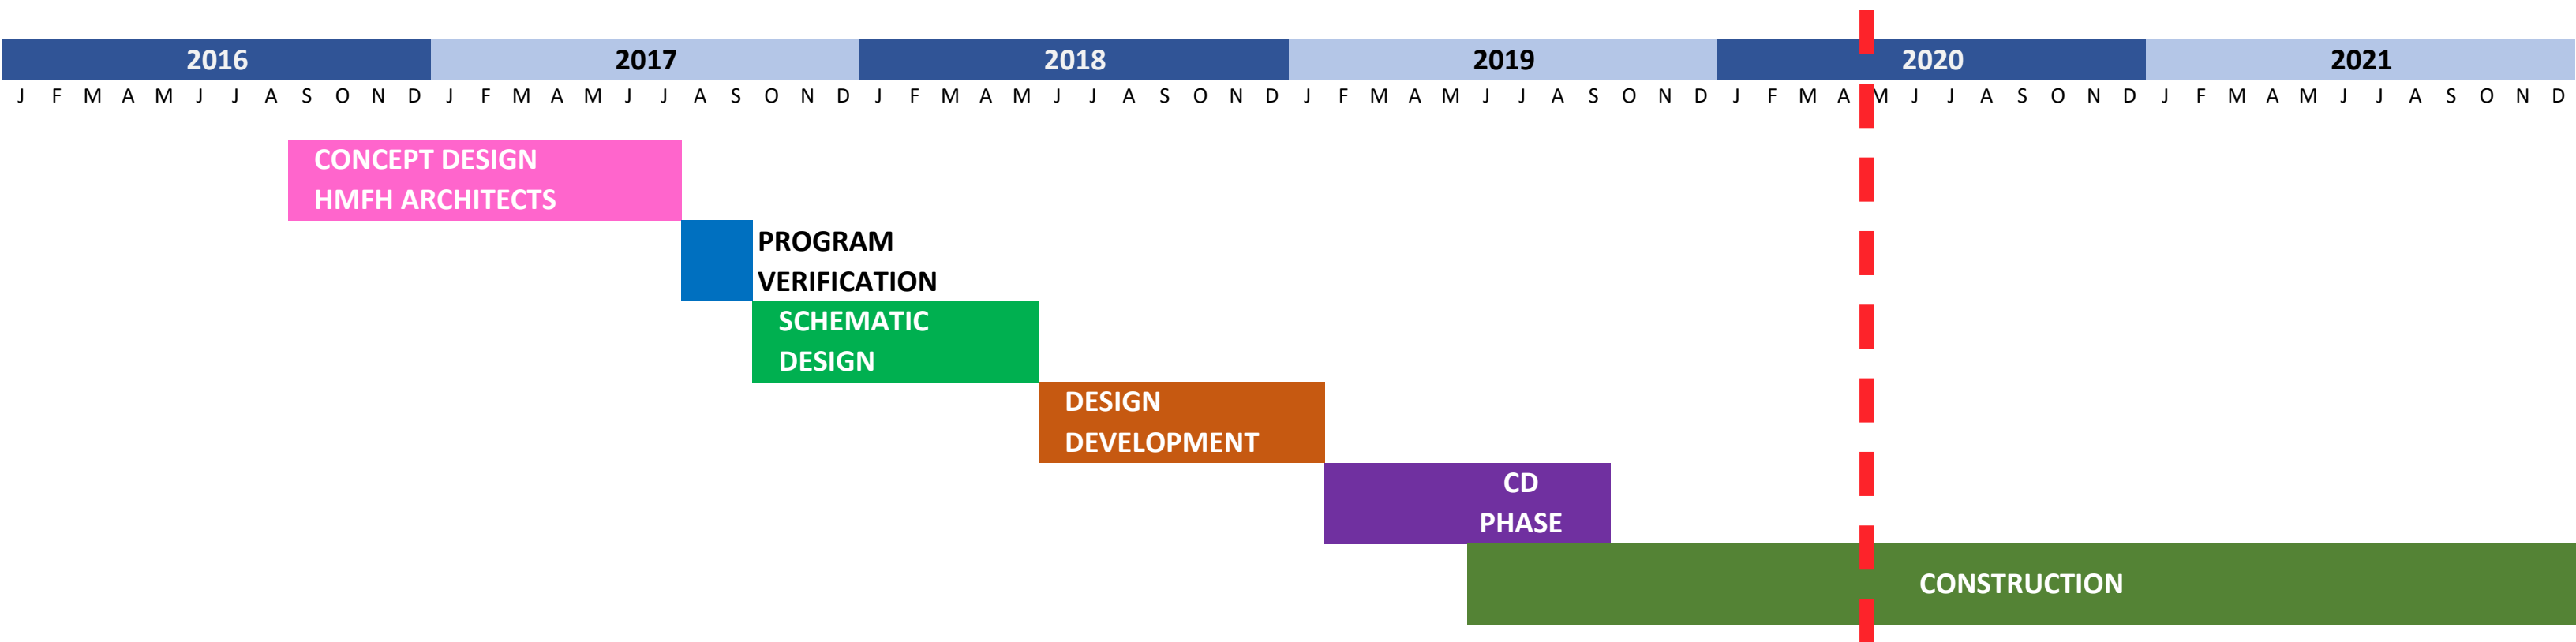 2016 2017 2018 2019 2020 2021
J F M A M J J A S O N D J F M A M J J A S O N D J F M A M J J A S O N D J F M A M J J A S O N D J F M A M J J A S O N D J F M A M J J A S O N D
CONCEPT DESIGN
HMFH ARCHITECTS
PROGRAM
VERIFICATION
SCHEMATIC
DESIGN
DESIGN
DEVELOPMENT
CD
PHASE
CONSTRUCTION